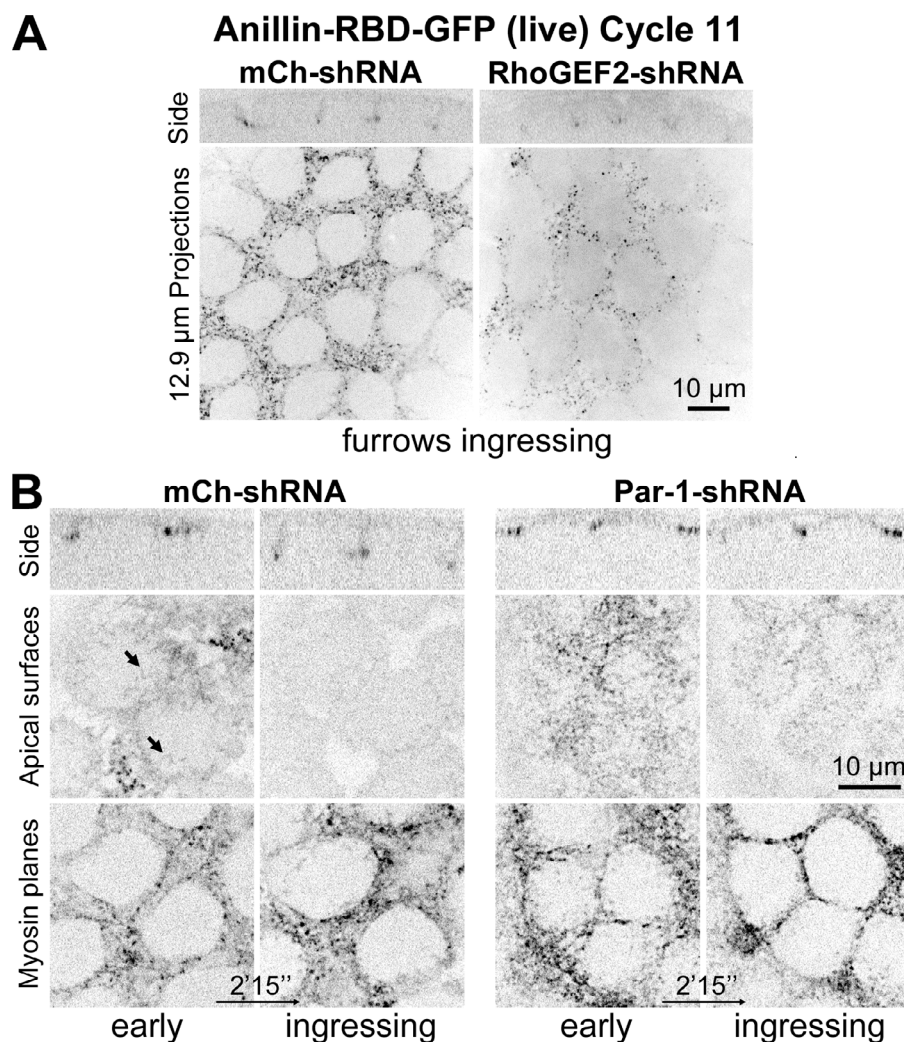 A
Anillin-RBD-GFP (live) Cycle 11
mCh-shRNA RhoGEF2-shRNA
Side
12.9 µm Projections
10 µm
furrows ingressing
B
mCh-shRNA Par-1-shRNA
Side
Apical surfaces
10 µm
Myosin planes
2'15'' 2'15''
early ingressing early ingressing